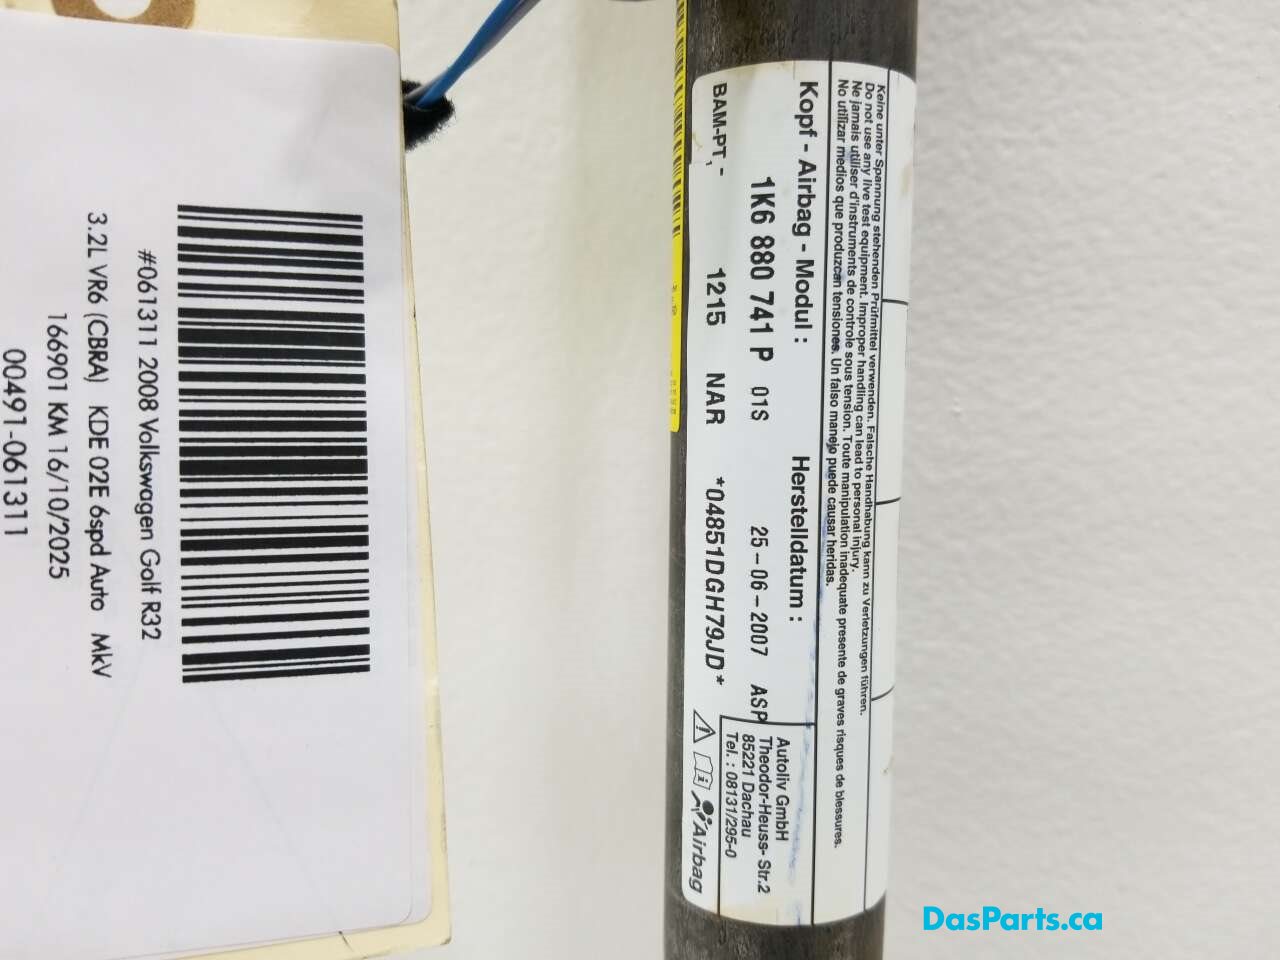 #061311 2008 Volkswagen Golf R32
3.2L VR6 (CBRA) KDE 02E 6spd Auto MkV
166901 KM 16/10/2025
00491-061311
Keine unter Spannung stehenden Prüfmittel verwenden. Falsche Handhabung kann zu Verletzungen führen.
Do not use any live test equipment. Improper handling can lead to personal injury.
Ne jamais utiliser d'instruments de controle sous tension. Toute manipulation inadequate presente de graves risques de blessures.
No utilizar medios que produzcan tensiones. Un falso manejo puede causar heridas.
Kopf - Airbag - Modul : Herstelldatum :
1K6 880 741 P 01S 25-06-2007 ASP
BAM-PT,- 1215 NAR *04851DGH79JD*
Autoliv GmbH
Theodor-Heuss- Str.2
85221 Dachau
Tel. : 08131/295-0
Airbag
DasParts.ca